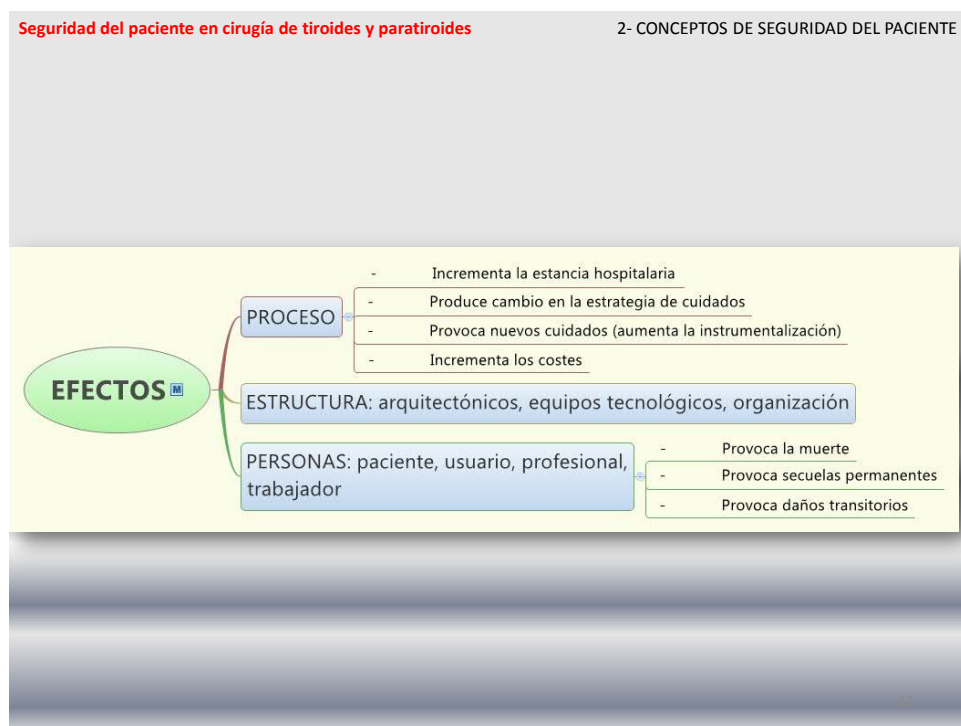 Seguridad del paciente en cirugía de tiroides y paratiroides
2- CONCEPTOS DE SEGURIDAD DEL PACIENTE
EFECTOS
PROCESO
- Incrementa la estancia hospitalaria
- Produce cambio en la estrategia de cuidados
- Provoca nuevos cuidados (aumenta la instrumentalización)
- Incrementa los costes
ESTRUCTURA: arquitectónicos, equipos tecnológicos, organización
PERSONAS: paciente, usuario, profesional,
trabajador
- Provoca la muerte
- Provoca secuelas permanentes
- Provoca daños transitorios